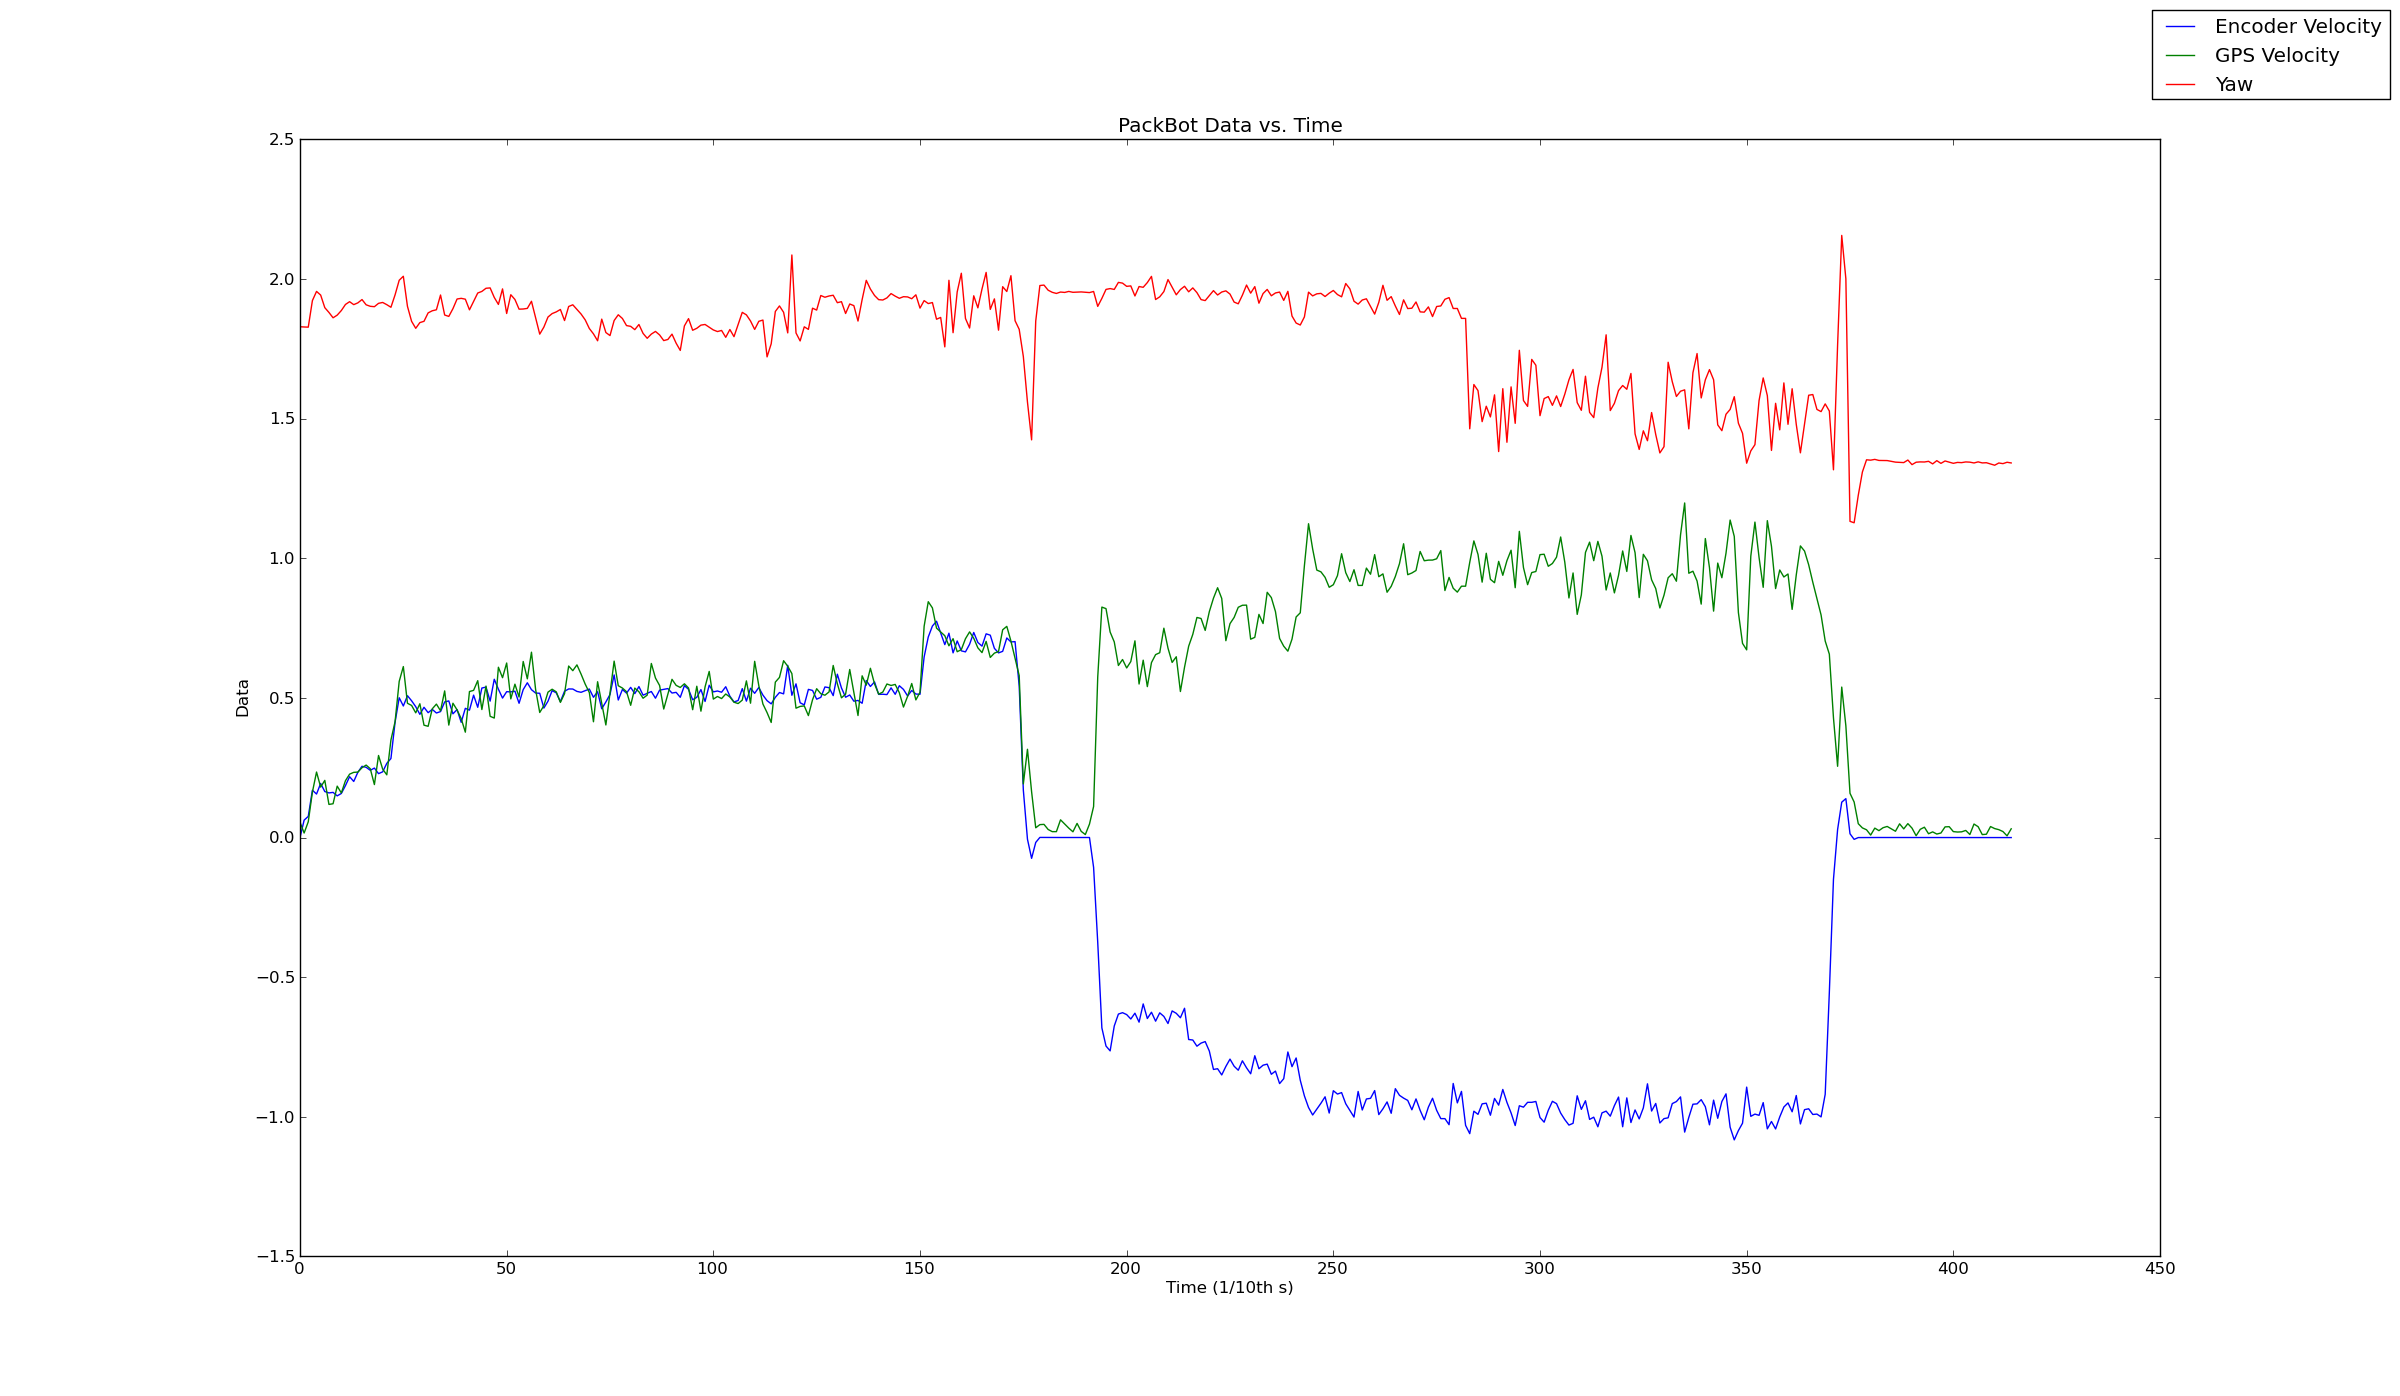 Encoder Velocity
GPS Velocity
Yaw
PackBot Data vs. Time
2.5
2.0
1.5
1.0
0.5
0.0
−0.5
−1.0
−1.5
Data
0 50 100 150 200 250 300 350 400 450
Time (1/10th s)